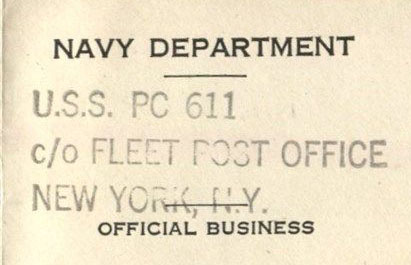 NAVY DEPARTMENT
U.S.S. PC 611
c/o FLEET POST OFFICE
NEW YORK, N.Y.
OFFICIAL BUSINESS